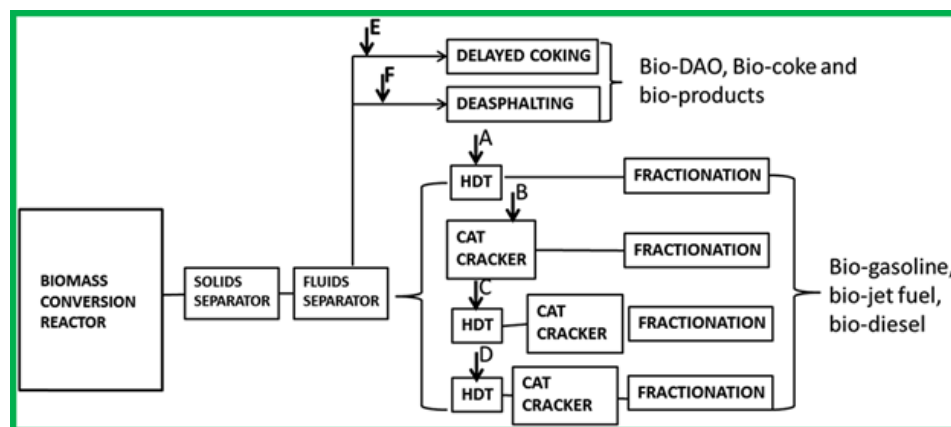 E
DELAYED COKING
F
DEASPHALTING
Bio-DAO, Bio-coke and
bio-products
A
HDT
FRACTIONATION
B
CAT
CRACKER
FRACTIONATION
BIOMASS
CONVERSION
REACTOR
SOLIDS
SEPARATOR
FLUIDS
SEPARATOR
Bio-gasoline,
bio-jet fuel,
bio-diesel
C
HDT
CAT
CRACKER
FRACTIONATION
D
HDT
CAT
CRACKER
FRACTIONATION